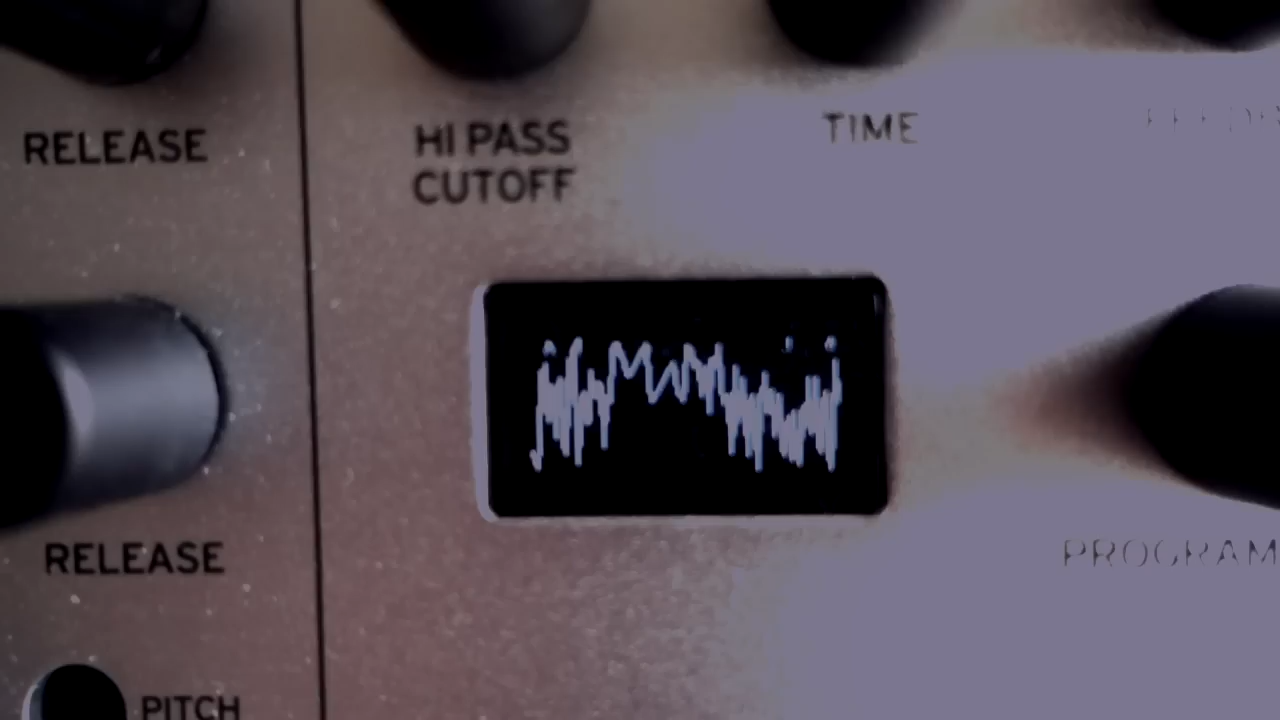 RELEASE
HI PASS
CUTOFF
TIME
RELEASE
PROGRAM
PITCH